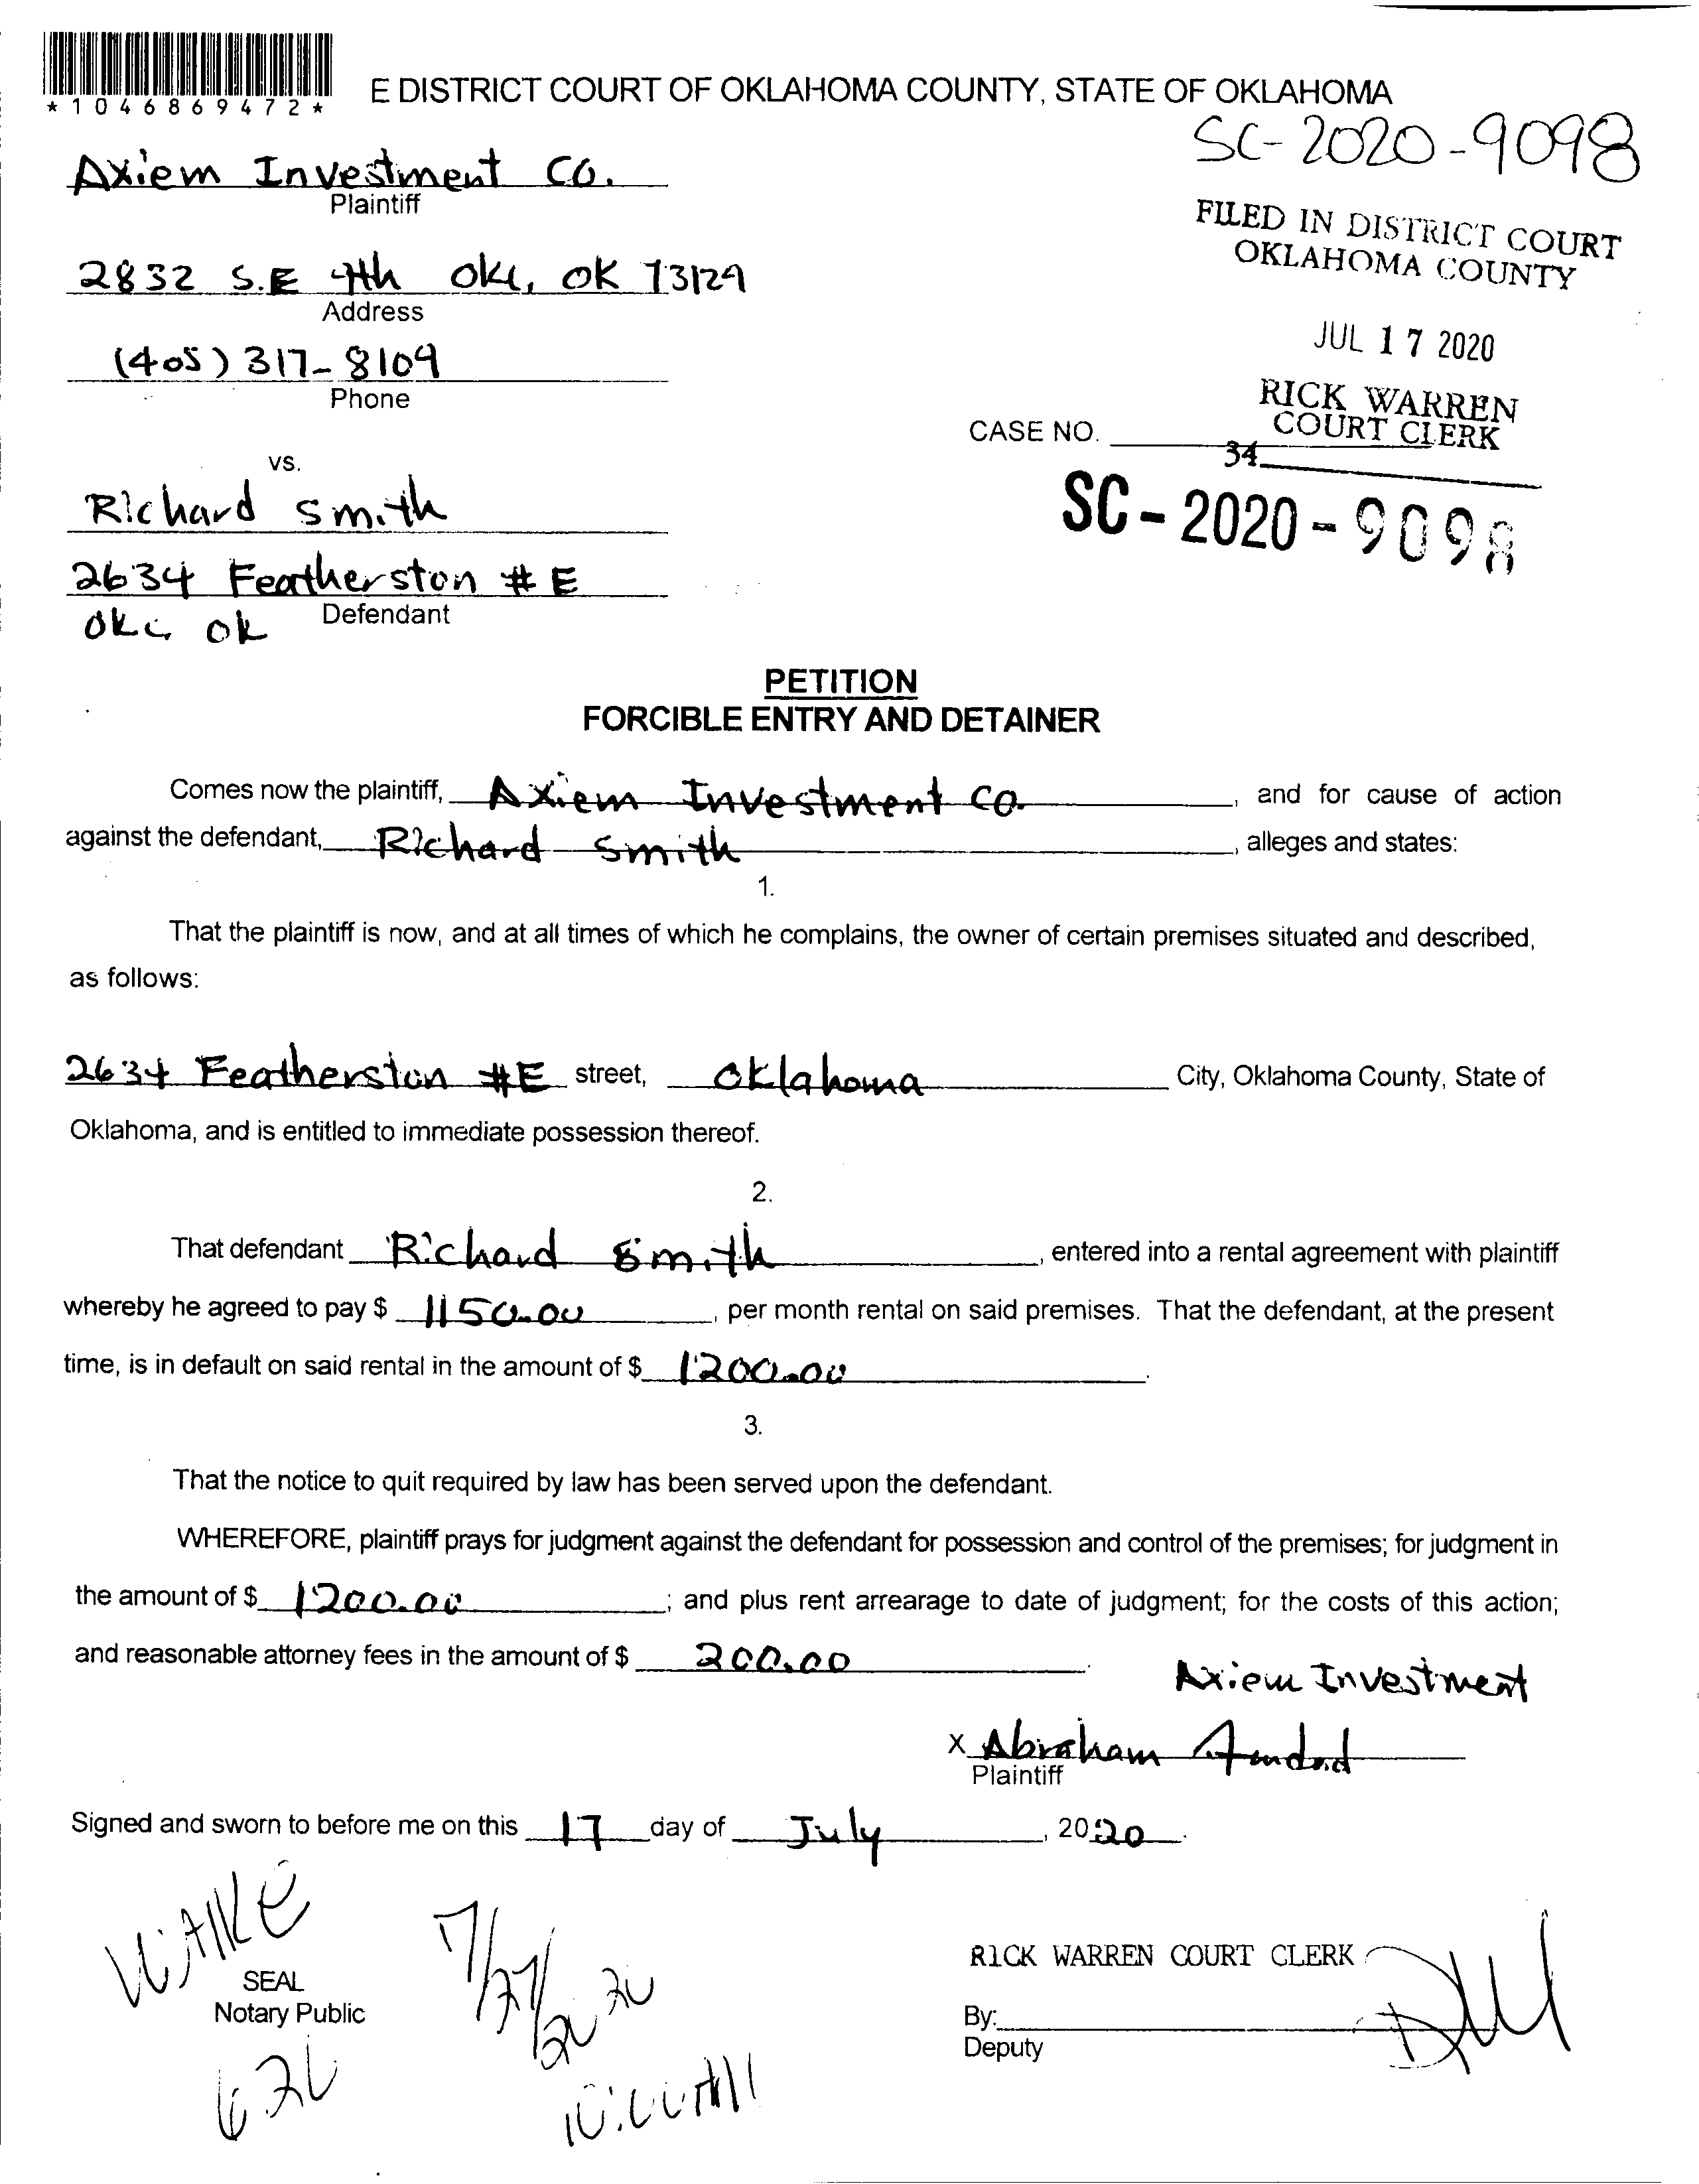 *1046869472*
E DISTRICT COURT OF OKLAHOMA COUNTY, STATE OF OKLAHOMA
SC-2020-9098
Axiem Investment Co.
Plaintiff
FILED IN DISTRICT COURT
OKLAHOMA COUNTY
2832 S.E 4th OKC, OK 73129
Address
JUL 17 2020
(405) 317-8109
Phone
RICK WARREN
COURT CLERK
CASE NO.
34
vs.
Richard Smith
SC-2020-9098
2634 Featherston #E
Defendant
OKC OK
PETITION
FORCIBLE ENTRY AND DETAINER
Comes now the plaintiff, Axiem Investment Co. , and for cause of action
against the defendant, Richard Smith , alleges and states:
1.
That the plaintiff is now, and at all times of which he complains, the owner of certain premises situated and described,
as follows:
2634 Featherston #E street, Oklahoma City, Oklahoma County, State of
Oklahoma, and is entitled to immediate possession thereof.
2.
That defendant Richard Smith , entered into a rental agreement with plaintiff
whereby he agreed to pay $ 1150.00 , per month rental on said premises. That the defendant, at the present
time, is in default on said rental in the amount of $ 1200.00 .
3.
That the notice to quit required by law has been served upon the defendant.
WHEREFORE, plaintiff prays for judgment against the defendant for possession and control of the premises; for judgment in
the amount of $ 1200.00 ; and plus rent arrearage to date of judgment; for the costs of this action;
and reasonable attorney fees in the amount of $ 200.00 .
Axiem Investment
X Abraham
Plaintiff
Signed and sworn to before me on this 17 day of July , 2020 .
7/27/2020
RICK WARREN COURT CLERK
SEAL
Notary Public
By:
Deputy